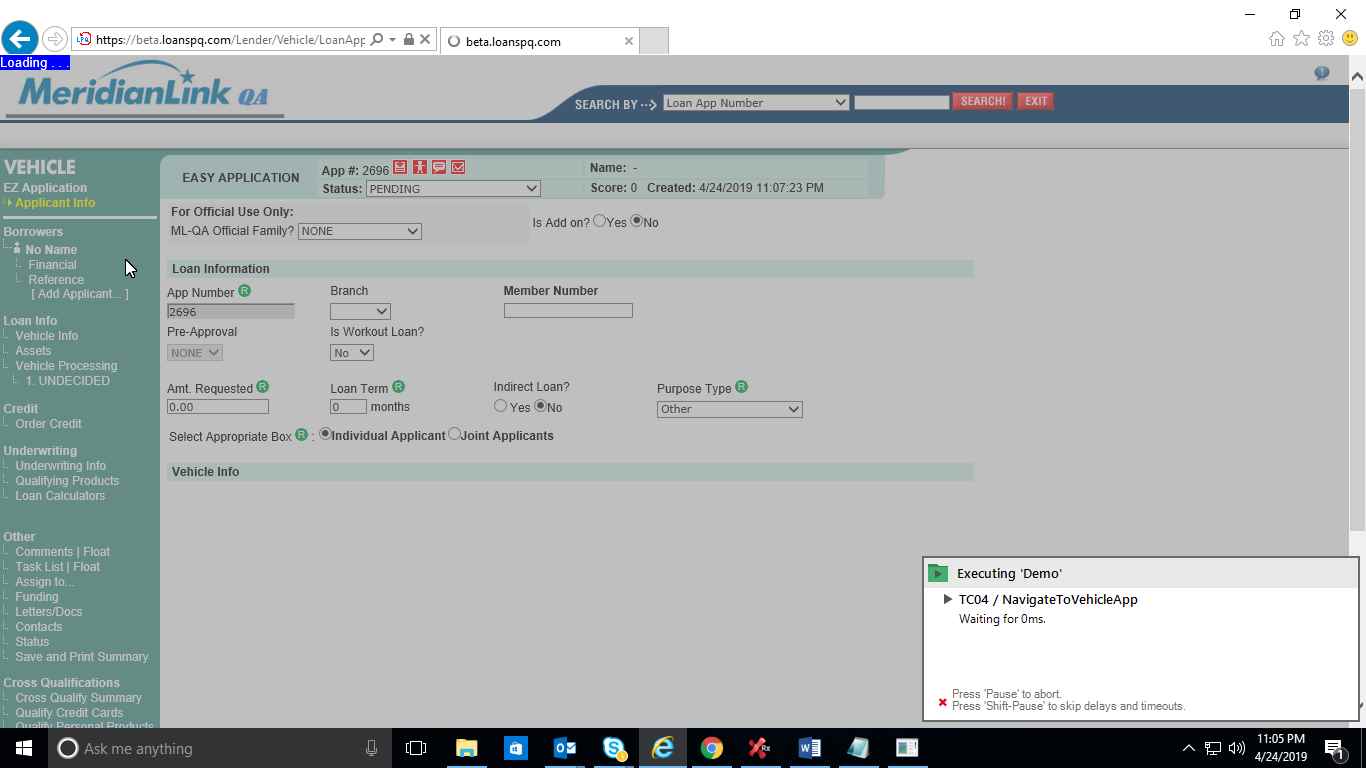 https://beta.loanspq.com/Lender/Vehicle/LoanApp
beta.loanspq.com
Loading . . .
MeridianLink QA
SEARCH BY -->
Loan App Number
SEARCH!
EXIT
VEHICLE
EZ Application
Applicant Info
Borrowers
No Name
Financial
Reference
[ Add Applicant... ]
Loan Info
Vehicle Info
Assets
Vehicle Processing
1. UNDECIDED
Credit
Order Credit
Underwriting
Underwriting Info
Qualifying Products
Loan Calculators
Other
Comments | Float
Task List | Float
Assign to...
Funding
Letters/Docs
Contacts
Status
Save and Print Summary
Cross Qualifications
Cross Qualify Summary
Qualify Credit Cards
Qualify Personal Products
EASY APPLICATION
App #: 2696
Status: PENDING
Name: -
Score: 0 Created: 4/24/2019 11:07:23 PM
For Official Use Only:
ML-QA Official Family? NONE
Is Add on? Yes No
Loan Information
App Number R Branch Member Number
2696
Pre-Approval Is Workout Loan?
NONE No
Amt. Requested R Loan Term R Indirect Loan? Purpose Type R
0.00 0 months Yes No Other
Select Appropriate Box R : Individual Applicant Joint Applicants
Vehicle Info
Executing 'Demo'
TC04 / NavigateToVehicleApp
Waiting for 0ms.
Press 'Pause' to abort.
Press 'Shift-Pause' to skip delays and timeouts.
Ask me anything
11:05 PM
4/24/2019
1